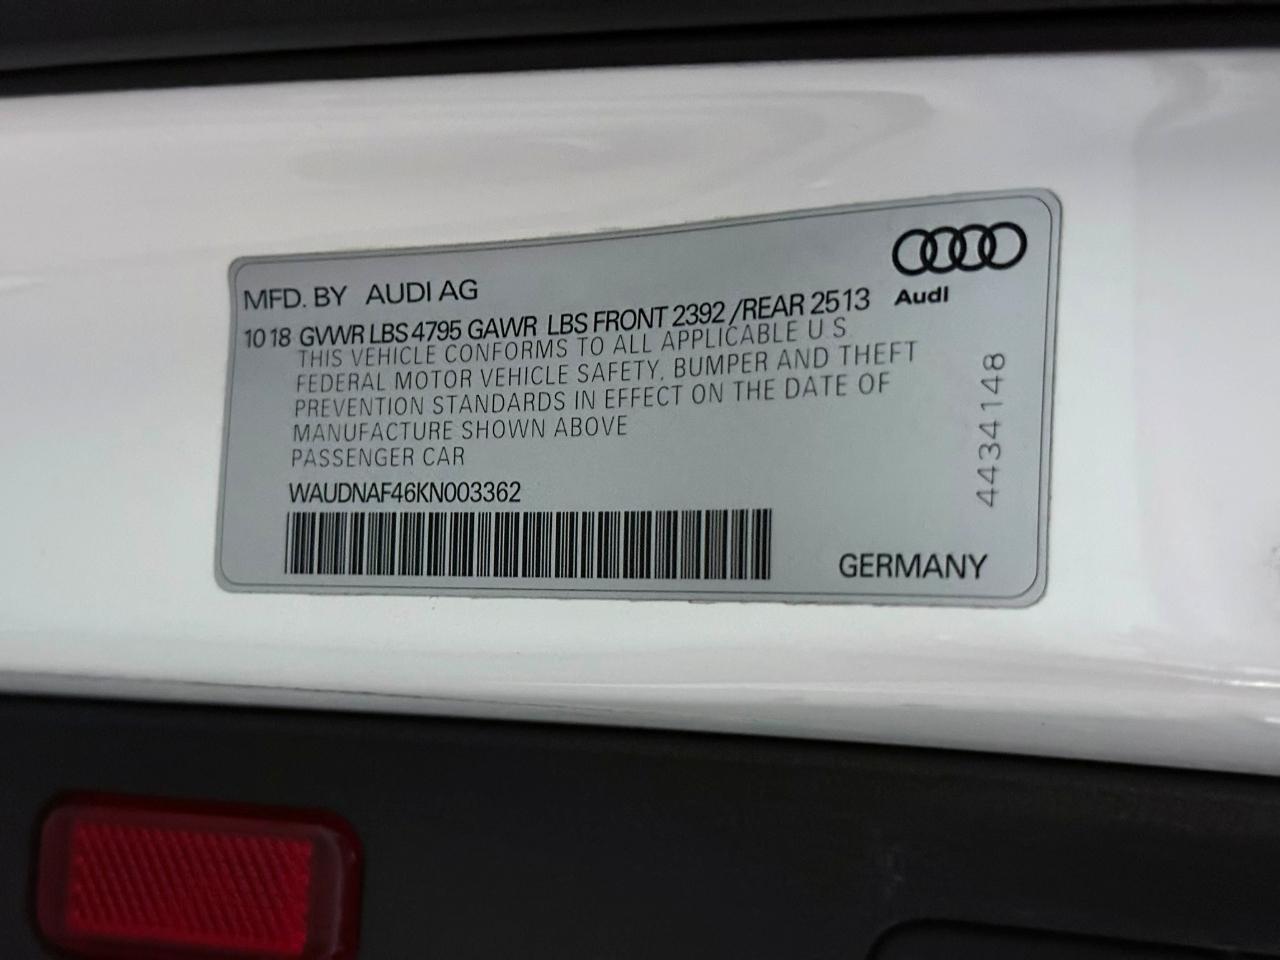 Audi
MFD. BY AUDI AG
10 18 GVWR LBS 4795 GAWR LBS FRONT 2392 /REAR 2513
THIS VEHICLE CONFORMS TO ALL APPLICABLE U S
FEDERAL MOTOR VEHICLE SAFETY, BUMPER AND THEFT
PREVENTION STANDARDS IN EFFECT ON THE DATE OF
MANUFACTURE SHOWN ABOVE
PASSENGER CAR
WAUDNAF46KN003362
GERMANY
4434148